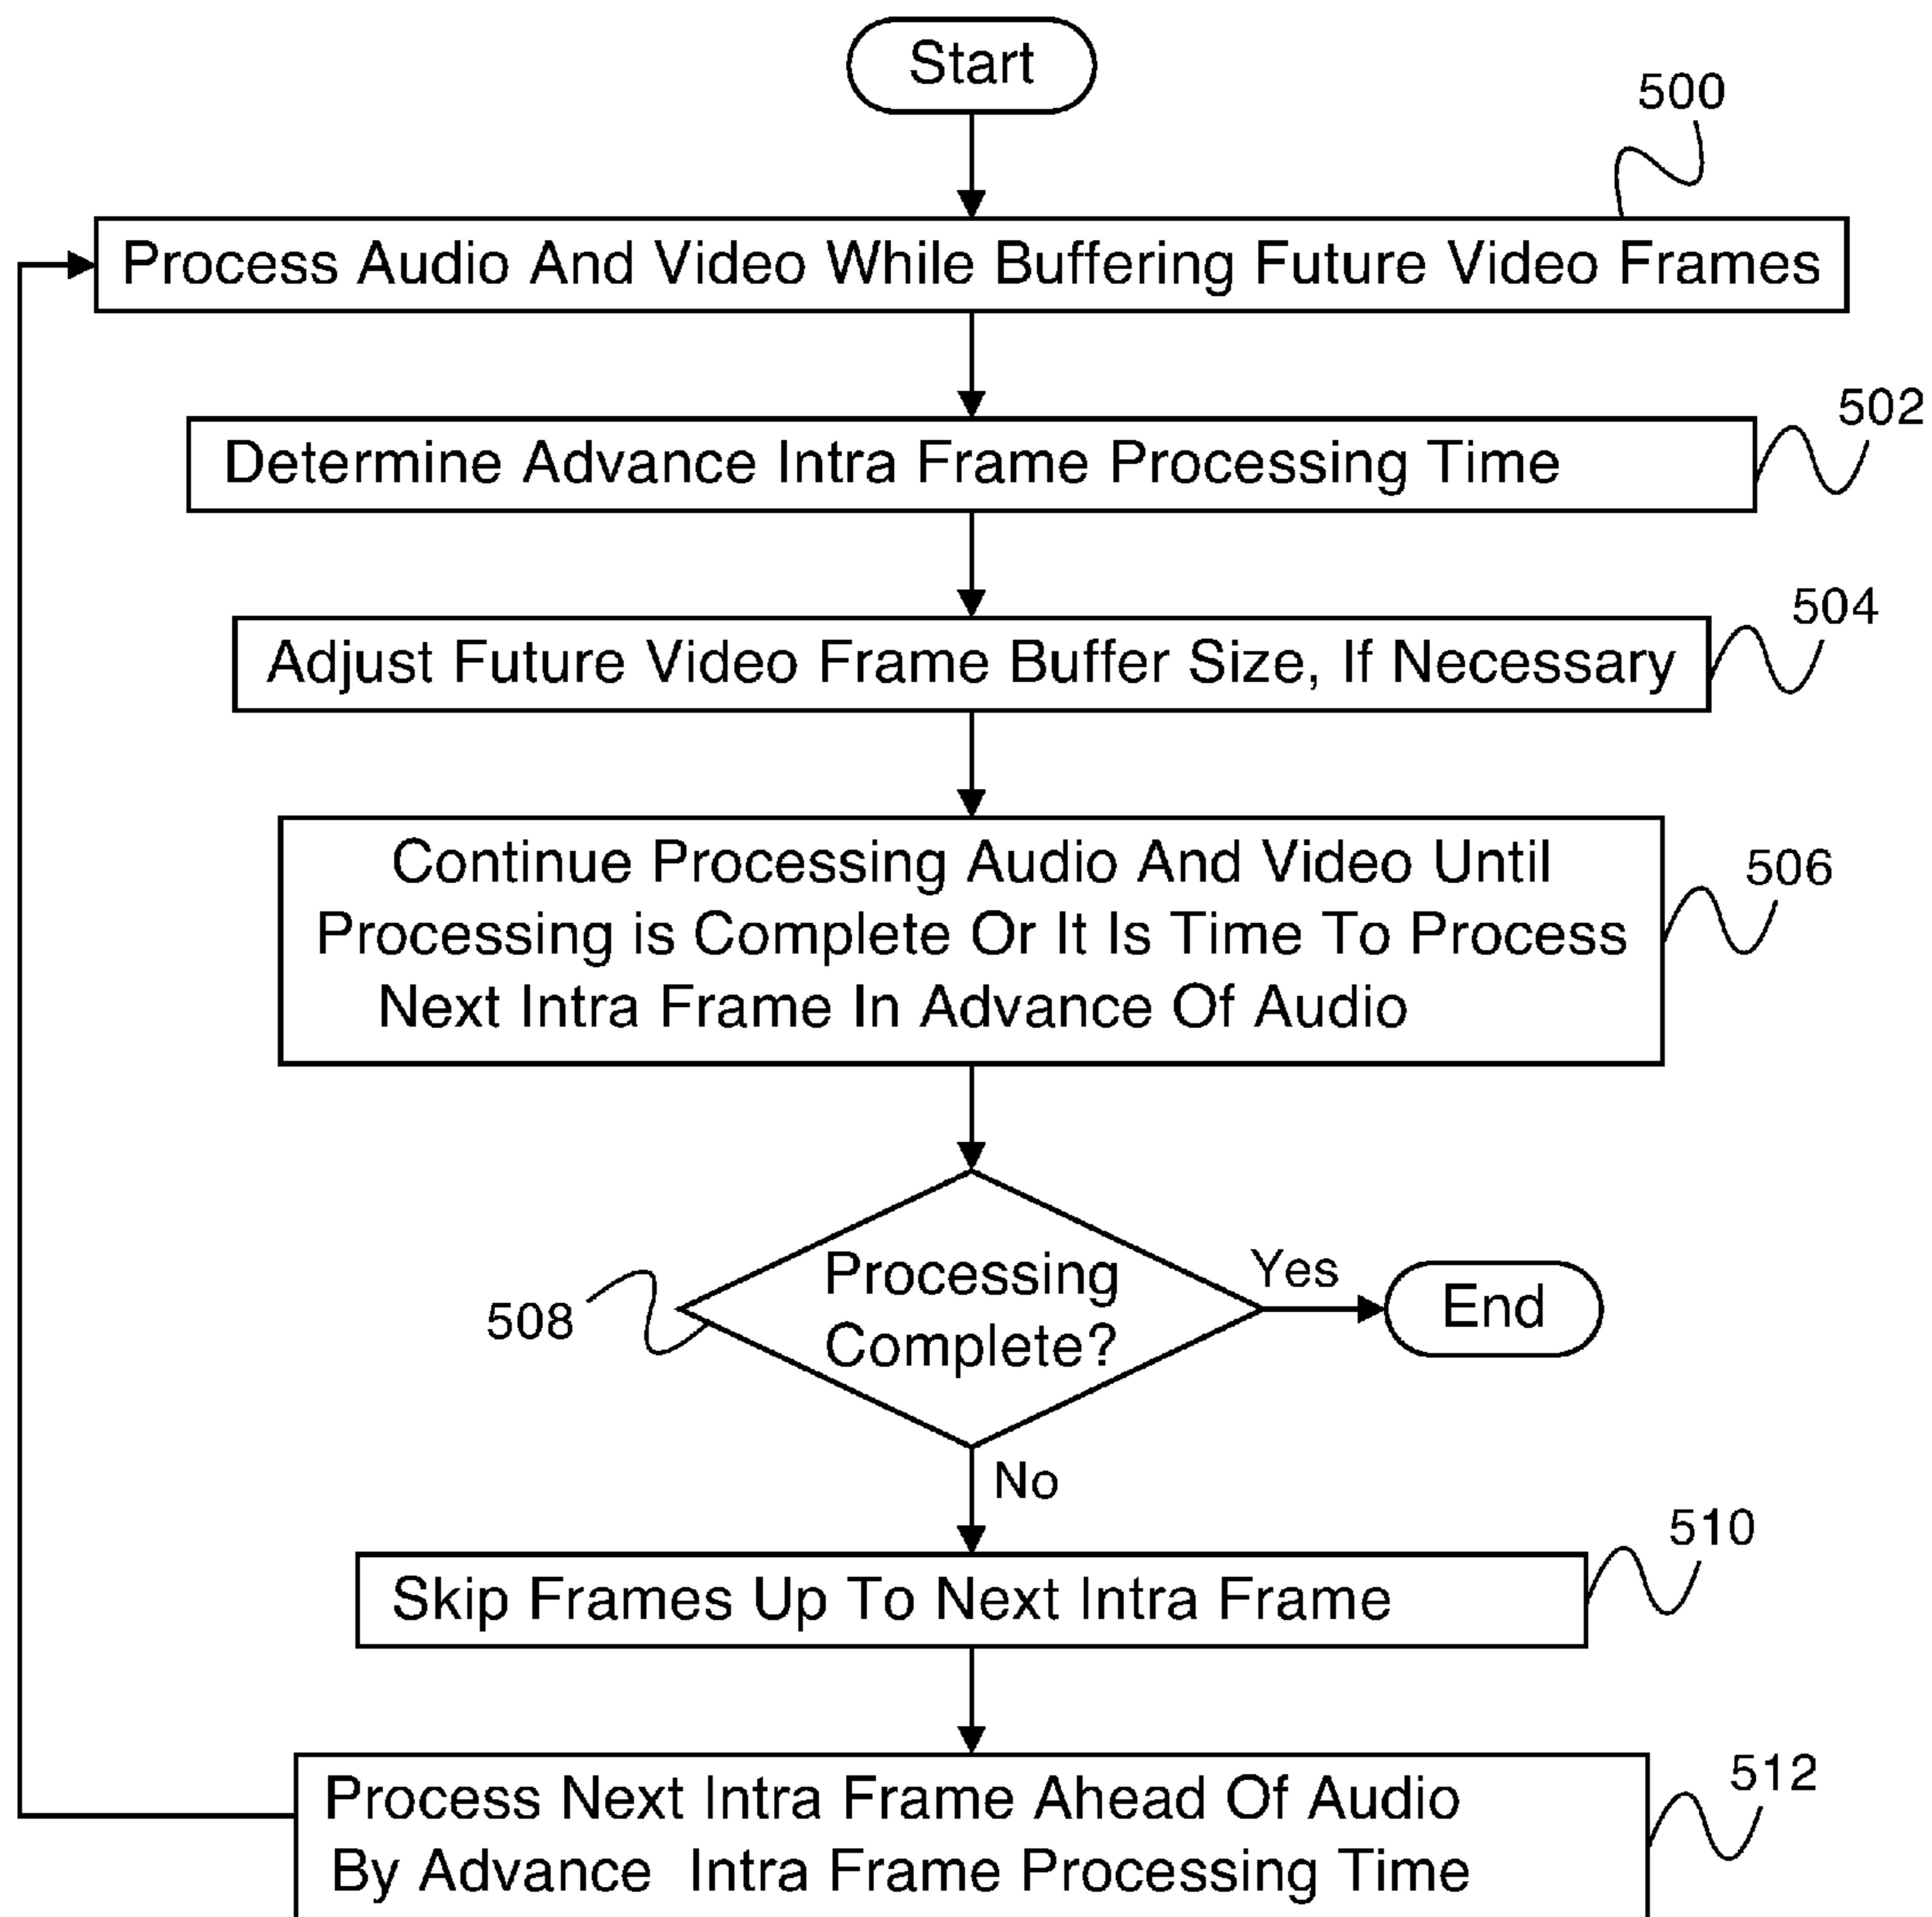 Start
500
Process Audio And Video While Buffering Future Video Frames
502
Determine Advance Intra Frame Processing Time
504
Adjust Future Video Frame Buffer Size, If Necessary
506
Continue Processing Audio And Video Until
Processing is Complete Or It Is Time To Process
Next Intra Frame In Advance Of Audio
508
Processing
Complete?
Yes
End
No
510
Skip Frames Up To Next Intra Frame
512
Process Next Intra Frame Ahead Of Audio
By Advance Intra Frame Processing Time